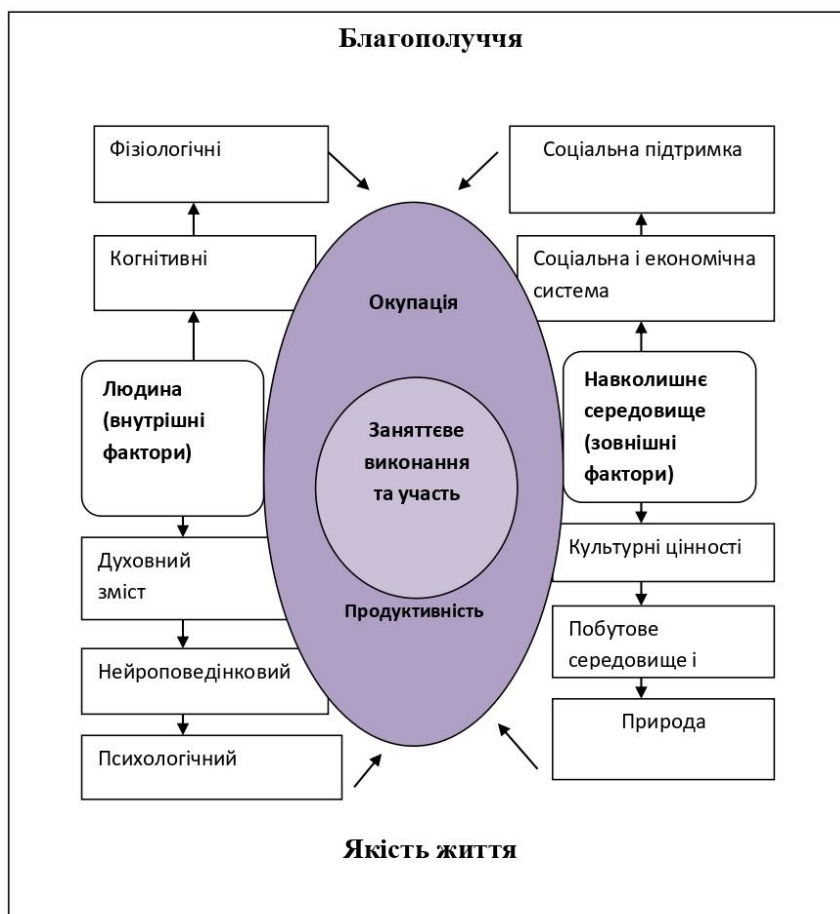 Благополуччя
Фізіологічні
Соціальна підтримка
Когнітивні
Соціальна і економічна
система
Окупація
Людина
(внутрішні
фактори)
Навколишнє
середовище
(зовнішні
фактори)
Заняттєве
виконання
та участь
Духовний
зміст
Культурні цінності
Продуктивність
Побутове
середовище і
Нейроповедінковий
Природа
Психологічний
Якість життя